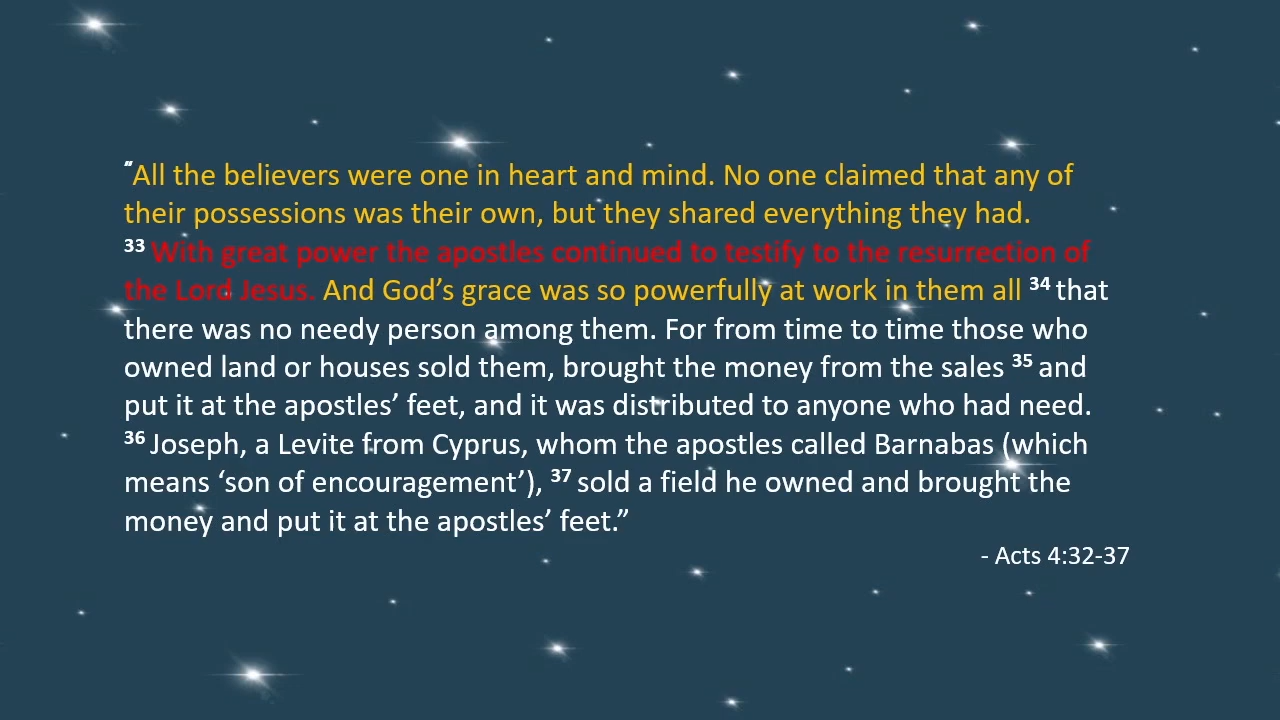 "All the believers were one in heart and mind. No one claimed that any of
their possessions was their own, but they shared everything they had.
33 With great power the apostles continued to testify to the resurrection of
the Lord Jesus. And God’s grace was so powerfully at work in them all 34 that
there was no needy person among them. For from time to time those who
owned land or houses sold them, brought the money from the sales 35 and
put it at the apostles’ feet, and it was distributed to anyone who had need.
36 Joseph, a Levite from Cyprus, whom the apostles called Barnabas (which
means ‘son of encouragement’), 37 sold a field he owned and brought the
money and put it at the apostles’ feet.”
- Acts 4:32-37